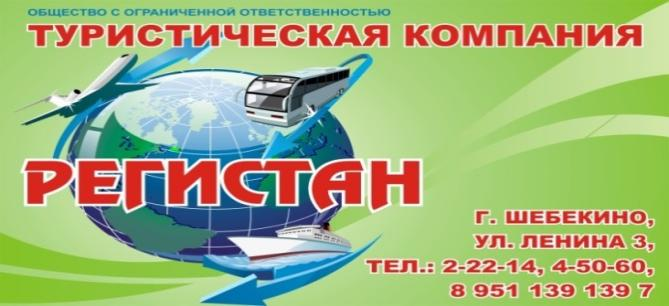 ОБЩЕСТВО С ОГРАНИЧЕННОЙ ОТВЕТСТВЕННОСТЬЮ
ТУРИСТИЧЕСКАЯ КОМПАНИЯ
РЕГИСТАН
Г. ШЕБЕКИНО,
УЛ. ЛЕНИНА 3,
ТЕЛ.: 2-22-14, 4-50-60,
8 951 139 139 7